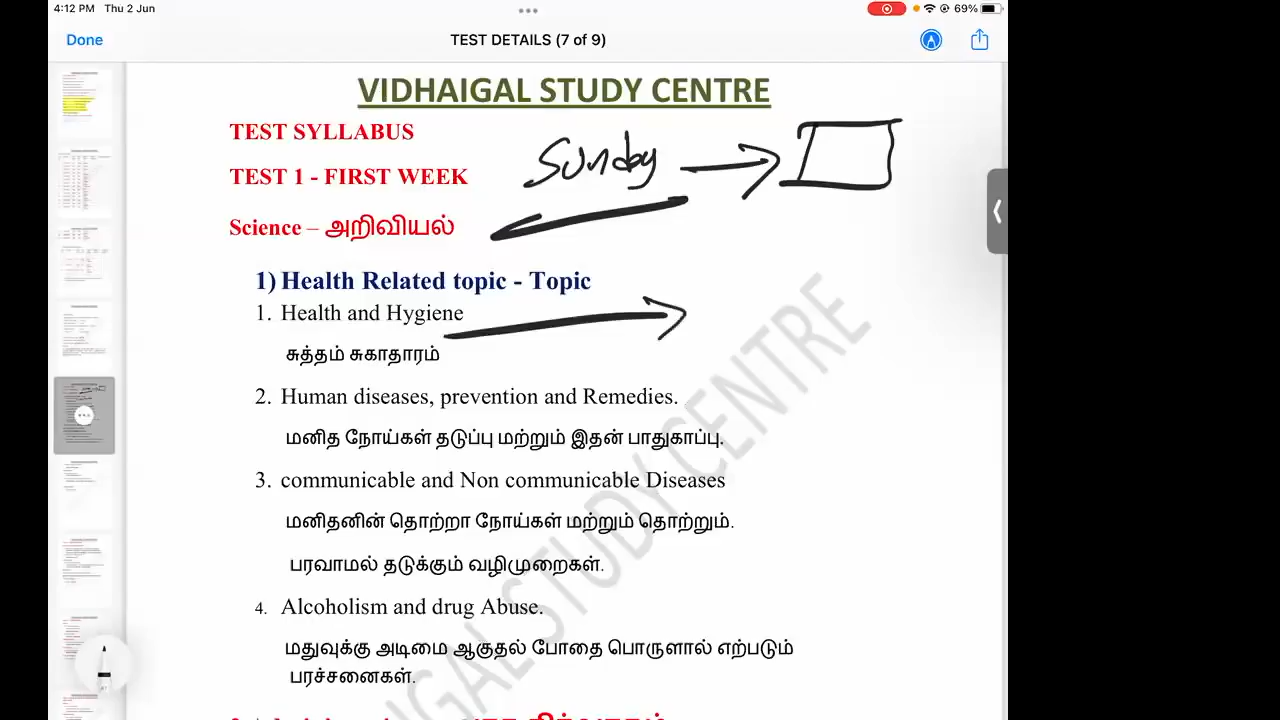 4:12 PM Thu 2 Jun
69%
Done
TEST DETAILS (7 of 9)
VIDHAIGAL STUDY CENTRE
TEST SYLLABUS
Sunday
TEST 1 - FIRST WEEK
Science – அறிவியல்
1) Health Related topic - Topic
1. Health and Hygiene
சுத்தம் சுகாதாரம்
2. Human diseases, prevention and Remedies.
மனித நோய்கள் தடுப்பு மற்றும் இதன் பாதுகாப்பு.
3. communicable and Non communicable Diseases
மனிதனின் தொற்றா நோய்கள் மற்றும் தொற்றும்.
பரவாமல் தடுக்கும் வழிமுறைகள்.
4. Alcoholism and drug Abuse.
மதுவுக்கு அடிமை ஆகுதல் போதை பொருளால் எற்படும்
பரச்சனைகள்.